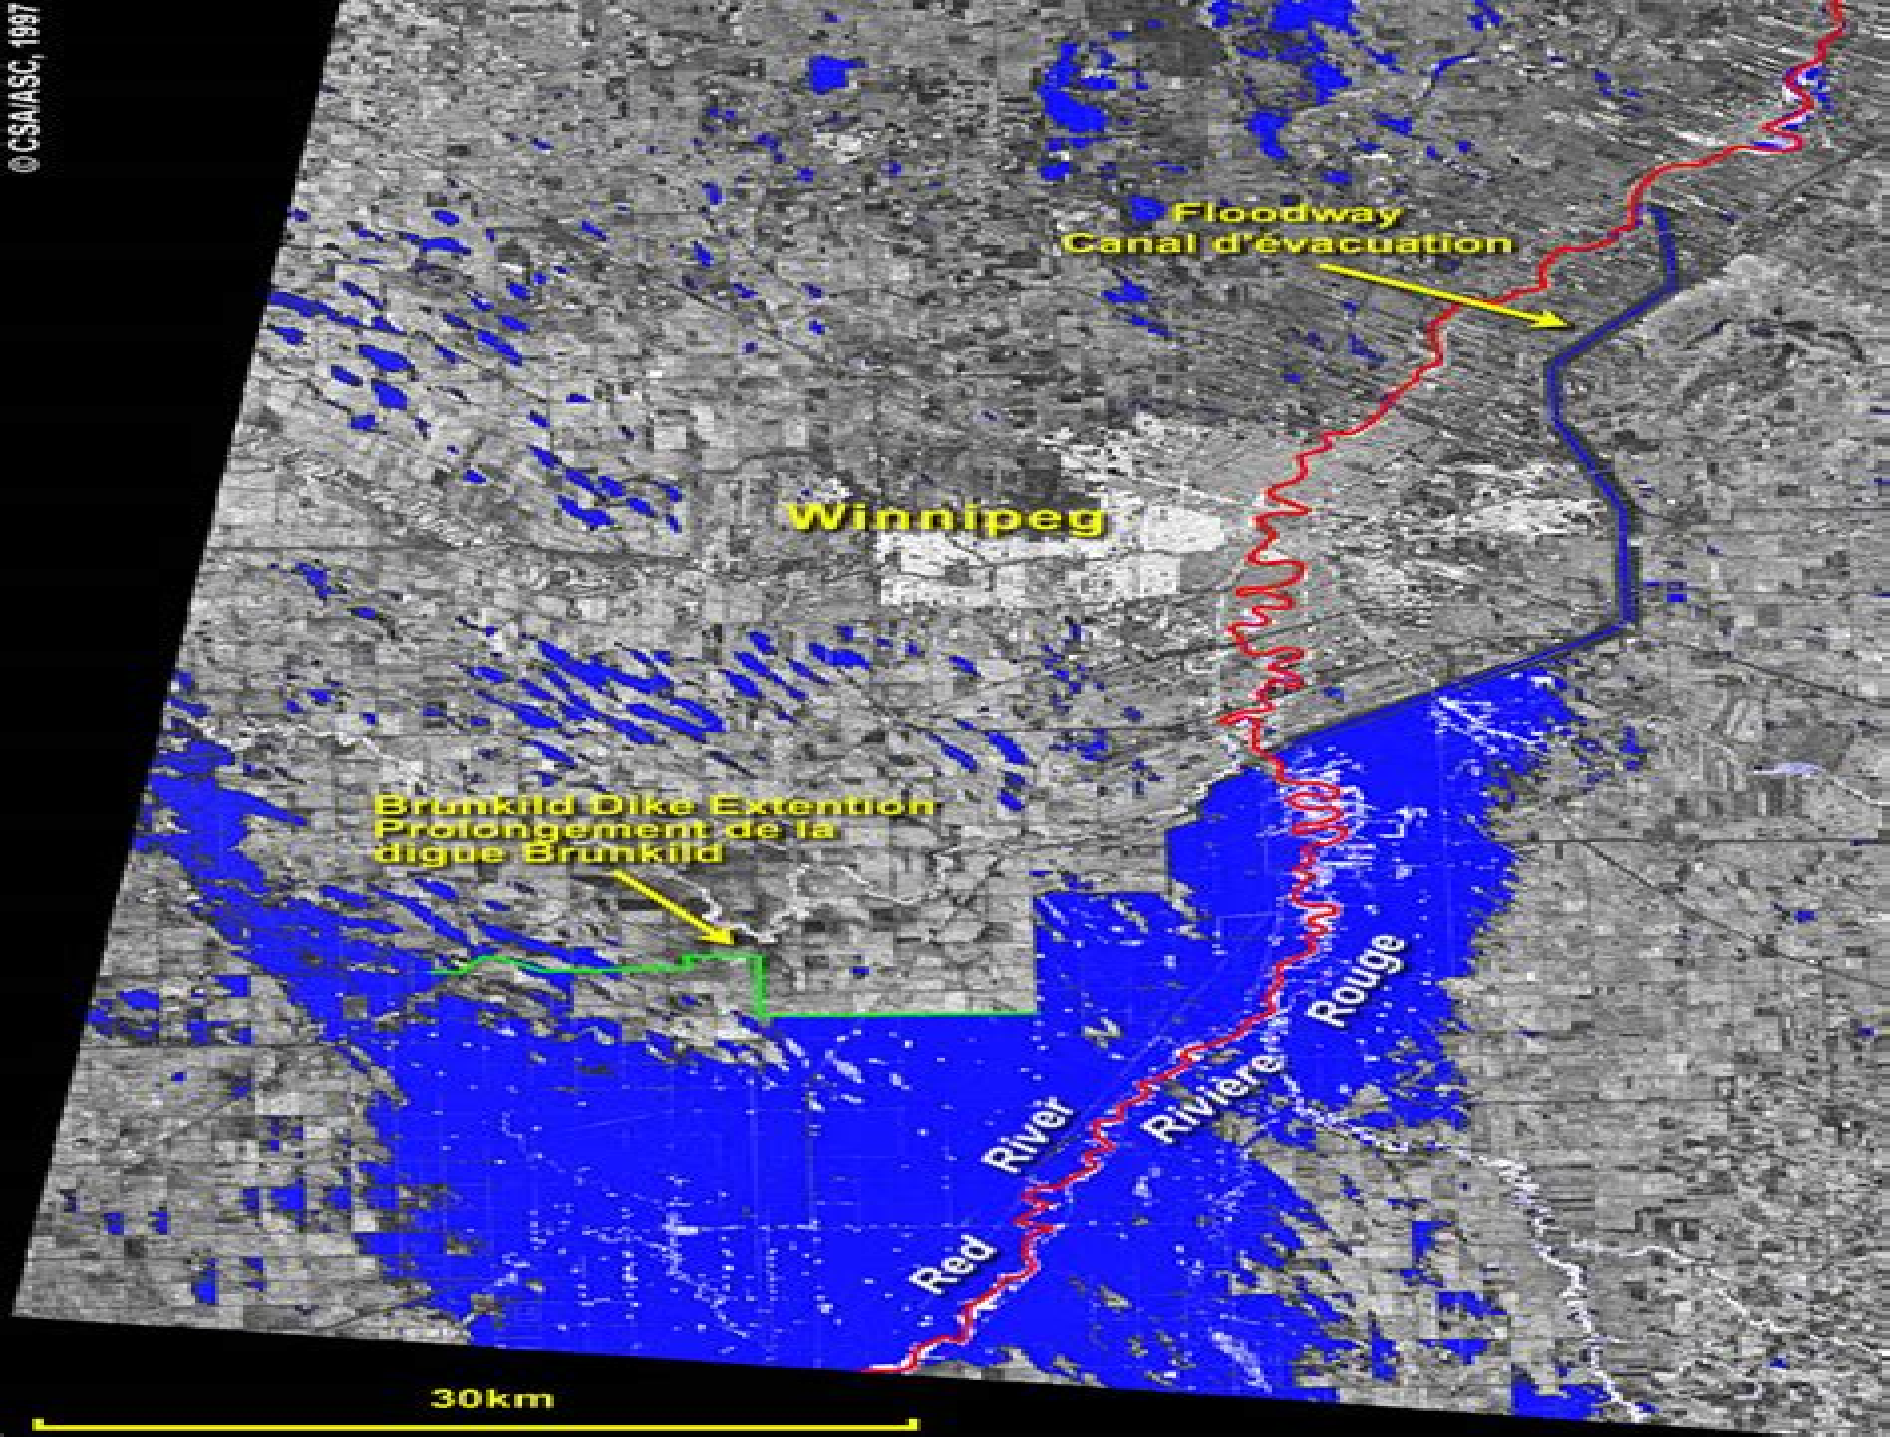 © CSA/ASC, 1997
Floodway
Canal d'évacuation
Winnipeg
Brunkild Dike Extention
Prolongement de la
digue Brunkild
Rivière Rouge
Red River
30km